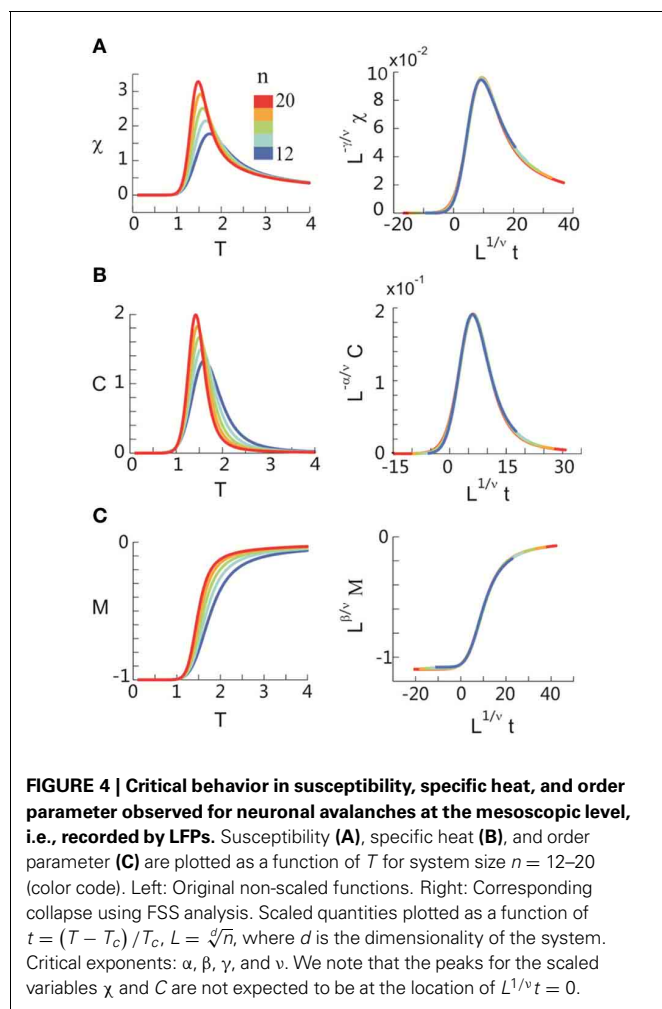 A
χ
3
2
1
0
0 1 2 3 4
T
n
20
12
x10⁻²
10
8
6
4
2
0
-20 0 20 40
L^{-γ/ν} χ
L^{1/ν} t
B
C
2
1
0
0 1 2 3 4
T
x10⁻¹
2
1
0
-15 0 15 30
L^{-α/ν} C
L^{1/ν} t
C
M
0
-1
0 1 2 3 4
T
0
-1
-20 0 20 40
L^{β/ν} M
L^{1/ν} t
FIGURE 4 | Critical behavior in susceptibility, specific heat, and order
parameter observed for neuronal avalanches at the mesoscopic level,
i.e., recorded by LFPs. Susceptibility (A), specific heat (B), and order
parameter (C) are plotted as a function of T for system size n = 12–20
(color code). Left: Original non-scaled functions. Right: Corresponding
collapse using FSS analysis. Scaled quantities plotted as a function of
t = (T − T_c) /T_c, L = ᵈ√n, where d is the dimensionality of the system.
Critical exponents: α, β, γ, and ν. We note that the peaks for the scaled
variables χ and C are not expected to be at the location of L^{1/ν}t = 0.